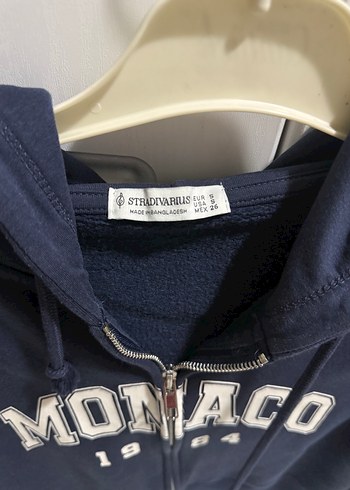 STRADIVARIUS
MADE IN BANGLADESH
EUR S
USA S
MEX 26
MONACO
1984